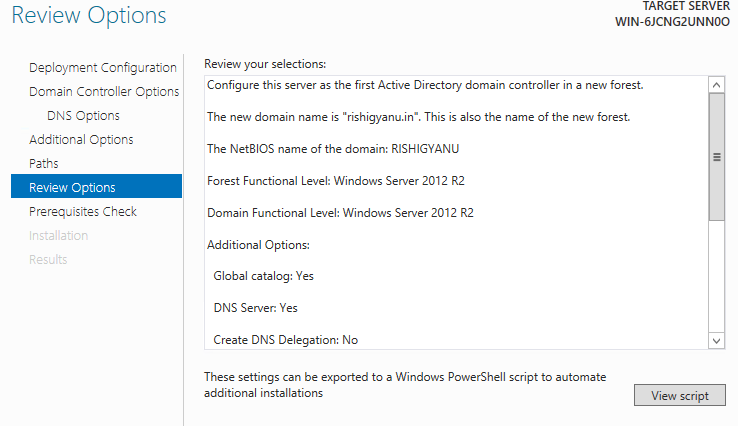 Review Options
TARGET SERVER
WIN-6JCNG2UNN0O
Deployment Configuration
Domain Controller Options
DNS Options
Additional Options
Paths
Review Options
Prerequisites Check
Installation
Results
Review your selections:
Configure this server as the first Active Directory domain controller in a new forest.
The new domain name is "rishigyanu.in". This is also the name of the new forest.
The NetBIOS name of the domain: RISHIGYANU
Forest Functional Level: Windows Server 2012 R2
Domain Functional Level: Windows Server 2012 R2
Additional Options:
Global catalog: Yes
DNS Server: Yes
Create DNS Delegation: No
These settings can be exported to a Windows PowerShell script to automate
additional installations
View script